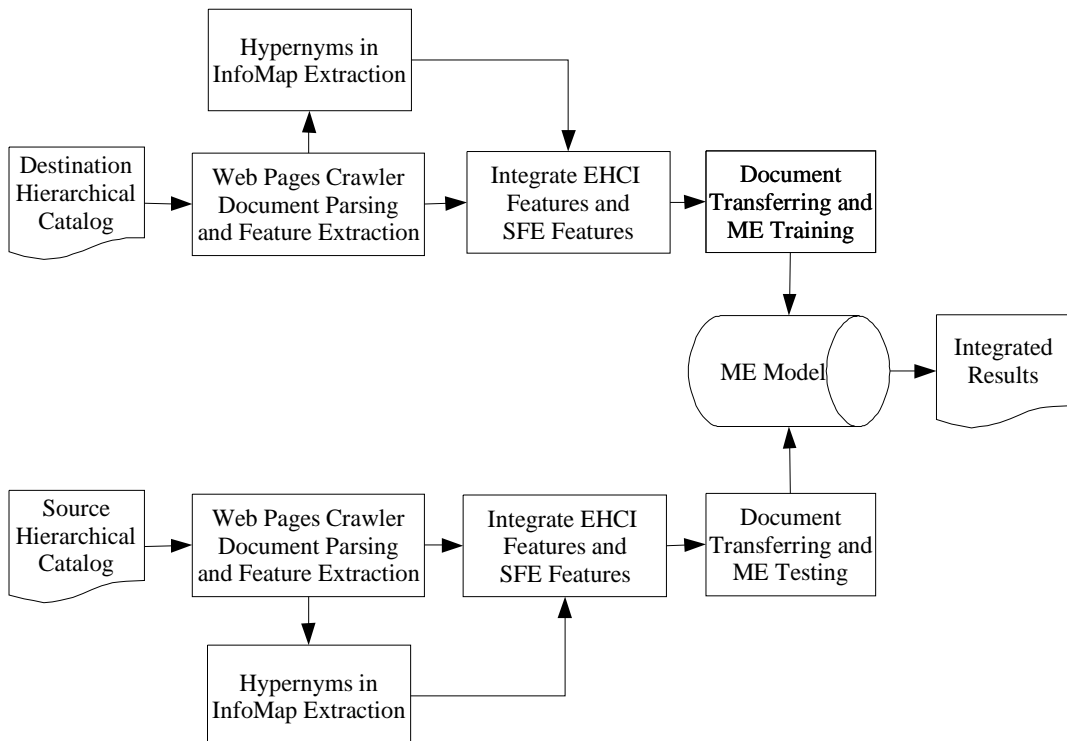 Hypernyms in
InfoMap Extraction
Destination
Hierarchical
Catalog
Web Pages Crawler
Document Parsing
and Feature Extraction
Integrate EHCI
Features and
SFE Features
Document
Transferring and
ME Training
ME Model
Integrated
Results
Source
Hierarchical
Catalog
Web Pages Crawler
Document Parsing
and Feature Extraction
Integrate EHCI
Features and
SFE Features
Document
Transferring and
ME Testing
Hypernyms in
InfoMap Extraction